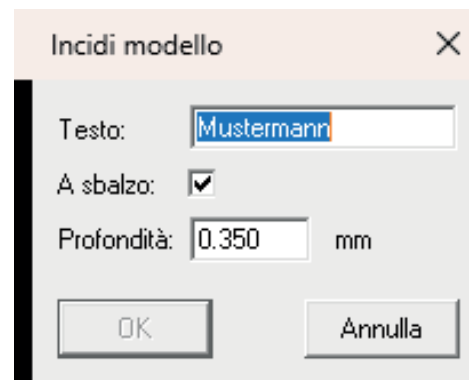 Incidi modello
Testo: Mustermann
A sbalzo:
Profondità: 0.350 mm
OK Annulla